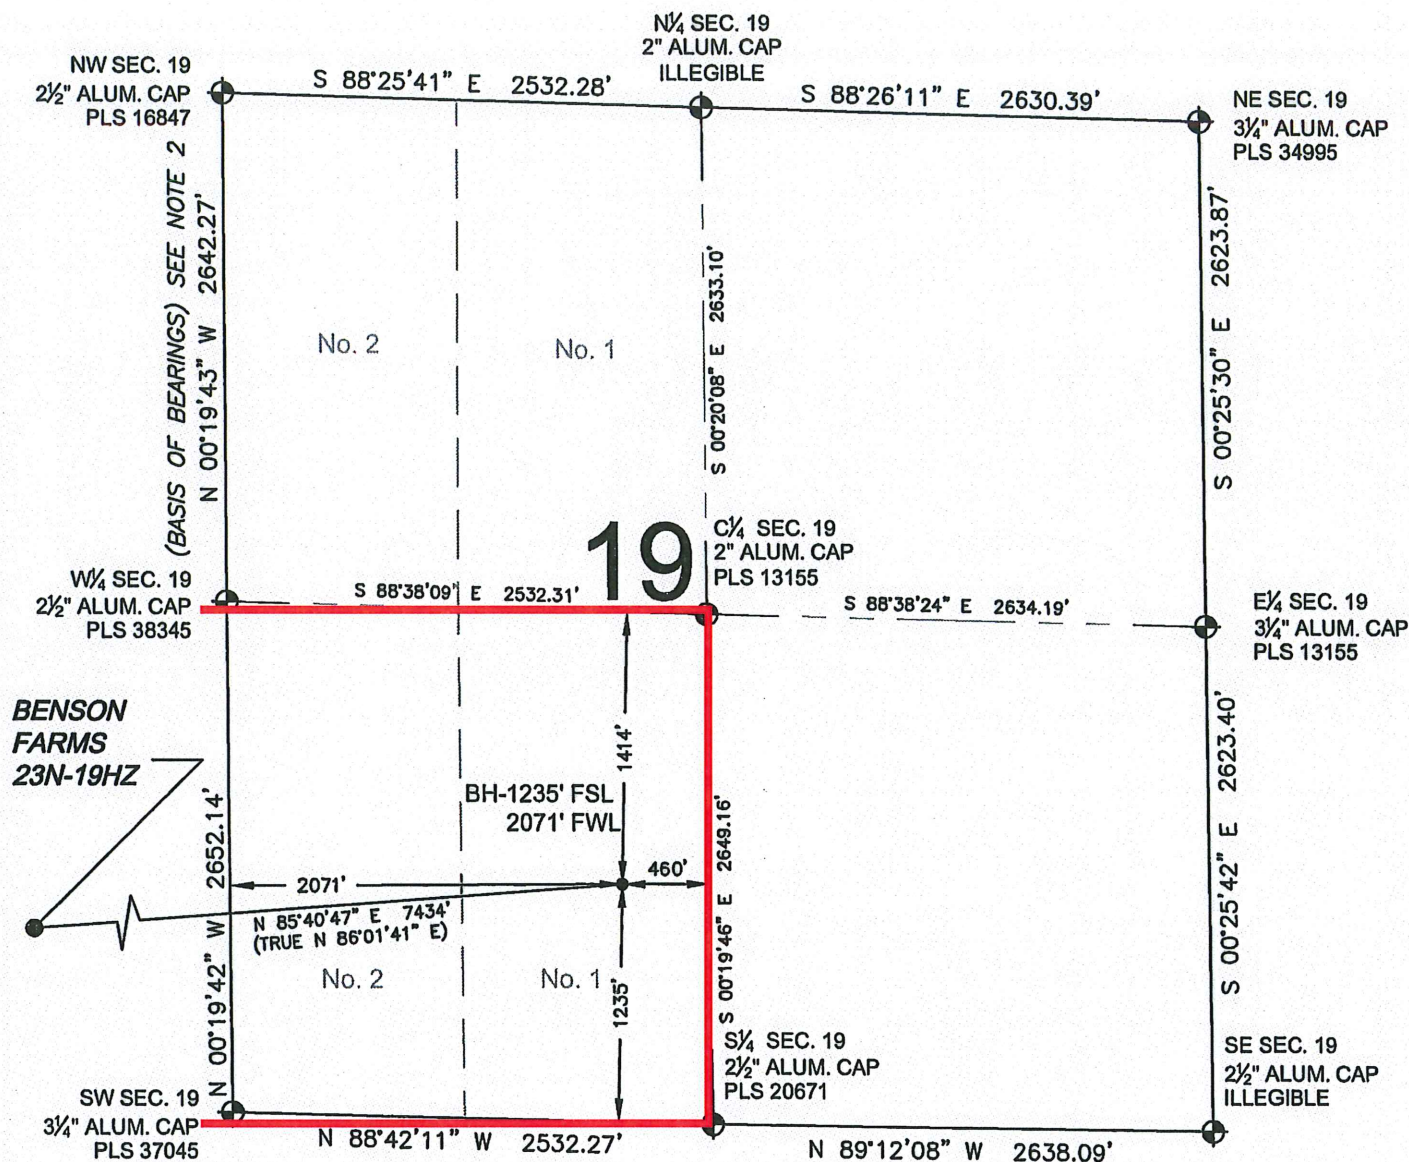 N¼ SEC. 19
2" ALUM. CAP
ILLEGIBLE
NW SEC. 19
2½" ALUM. CAP
PLS 16847
S 88°25'41" E 2532.28'
S 88°26'11" E 2630.39'
NE SEC. 19
3¼" ALUM. CAP
PLS 34995
(BASIS OF BEARINGS) SEE NOTE 2
N 00°19'43" W 2642.27'
No. 2
No. 1
S 00°20'08" E 2633.10'
S 00°25'30" E 2623.87'
19
C¼ SEC. 19
2" ALUM. CAP
PLS 13155
W¼ SEC. 19
2½" ALUM. CAP
PLS 38345
S 88°38'09" E 2532.31'
S 88°38'24" E 2634.19'
E¼ SEC. 19
3¼" ALUM. CAP
PLS 13155
BENSON
FARMS
23N-19HZ
1414'
BH-1235' FSL
2071' FWL
460'
2071'
N 85°40'47" E 7434'
(TRUE N 86°01'41" E)
N 00°19'42" W 2652.14'
S 00°19'46" E 2649.16'
S 00°25'42" E 2623.40'
No. 2
No. 1
1235'
S¼ SEC. 19
2½" ALUM. CAP
PLS 20671
SE SEC. 19
2½" ALUM. CAP
ILLEGIBLE
SW SEC. 19
3¼" ALUM. CAP
PLS 37045
N 88°42'11" W 2532.27'
N 89°12'08" W 2638.09'